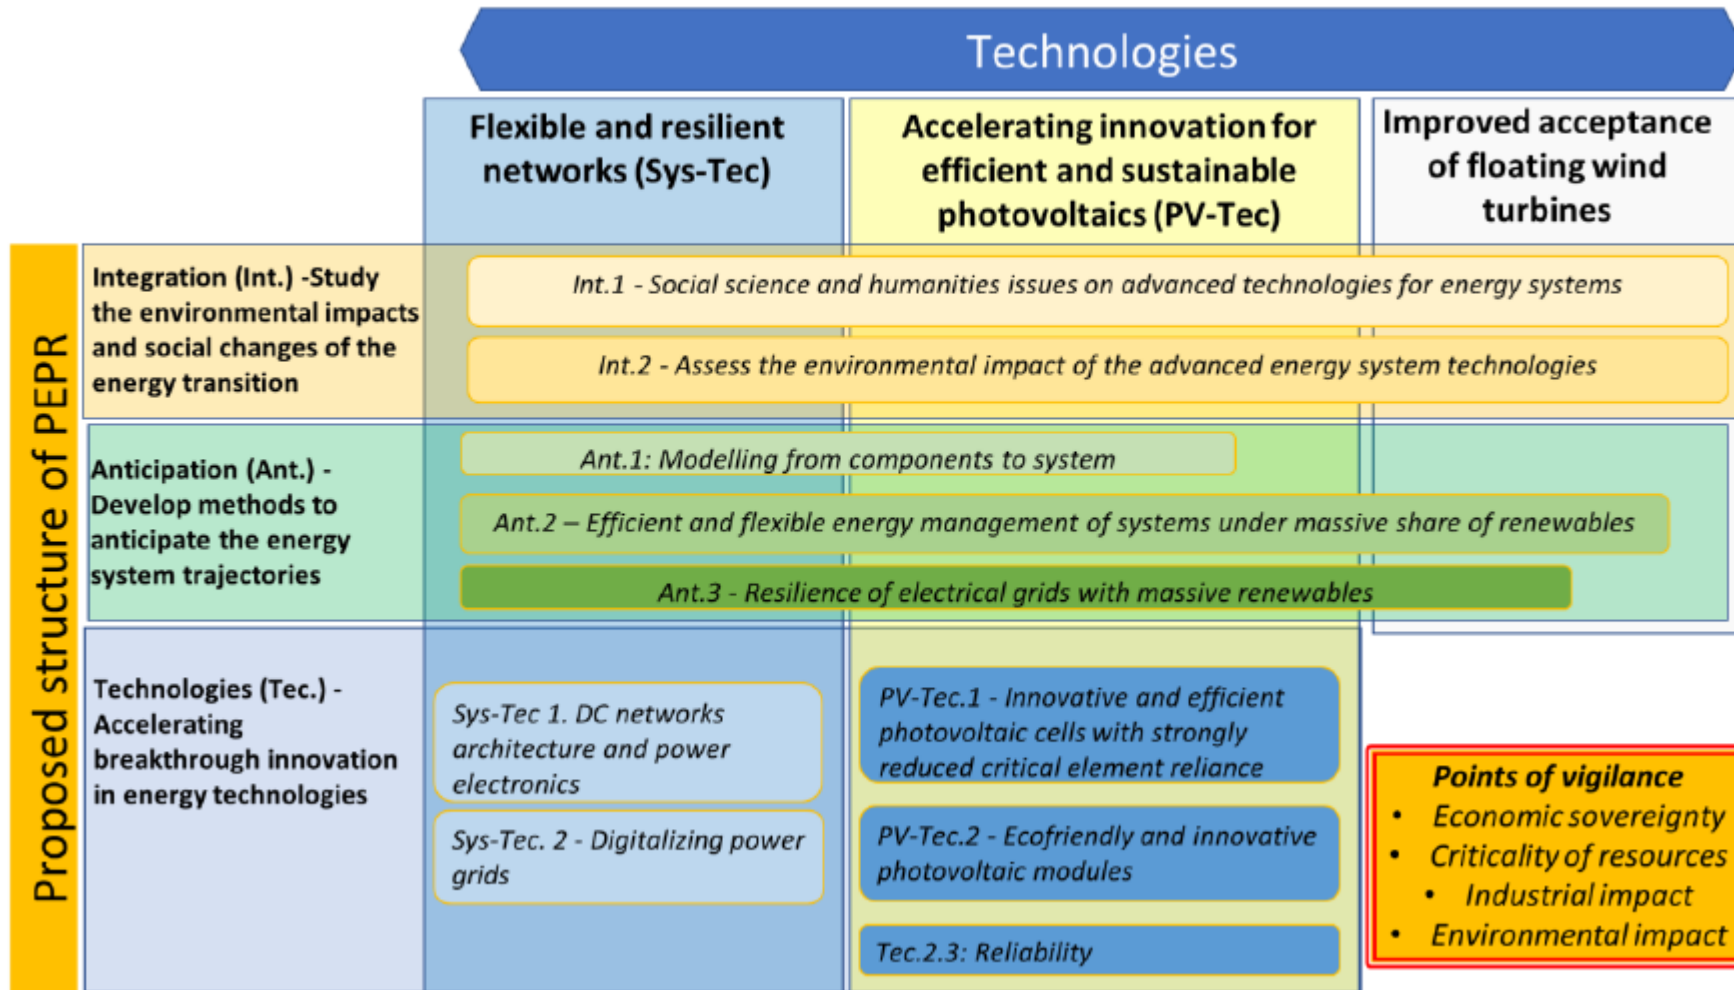 Technologies
Flexible and resilient
networks (Sys-Tec)
Accelerating innovation for
efficient and sustainable
photovoltaics (PV-Tec)
Improved acceptance
of floating wind
turbines
Proposed structure of PEPR
Integration (Int.) -Study
the environmental impacts
and social changes of the
energy transition
Int.1 - Social science and humanities issues on advanced technologies for energy systems
Int.2 - Assess the environmental impact of the advanced energy system technologies
Anticipation (Ant.) -
Develop methods to
anticipate the energy
system trajectories
Ant.1: Modelling from components to system
Ant.2 – Efficient and flexible energy management of systems under massive share of renewables
Ant.3 - Resilience of electrical grids with massive renewables
Technologies (Tec.) -
Accelerating
breakthrough innovation
in energy technologies
Sys-Tec 1. DC networks
architecture and power
electronics
Sys-Tec. 2 - Digitalizing power
grids
PV-Tec.1 - Innovative and efficient
photovoltaic cells with strongly
reduced critical element reliance
PV-Tec.2 - Ecofriendly and innovative
photovoltaic modules
Tec.2.3: Reliability
Points of vigilance
• Economic sovereignty
• Criticality of resources
• Industrial impact
• Environmental impact